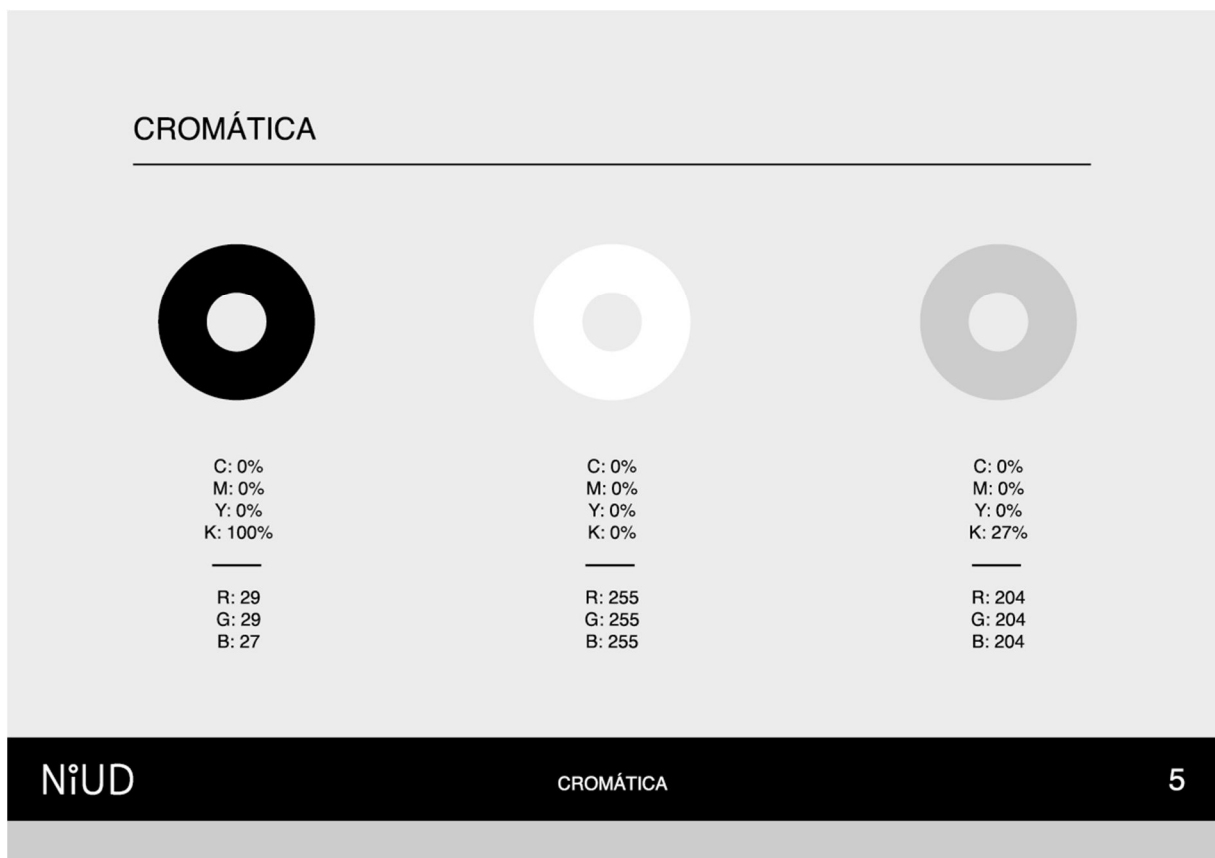 CROMÁTICA
C: 0%
M: 0%
Y: 0%
K: 100%
R: 29
G: 29
B: 27
C: 0%
M: 0%
Y: 0%
K: 0%
R: 255
G: 255
B: 255
C: 0%
M: 0%
Y: 0%
K: 27%
R: 204
G: 204
B: 204
NiUD
CROMÁTICA
5